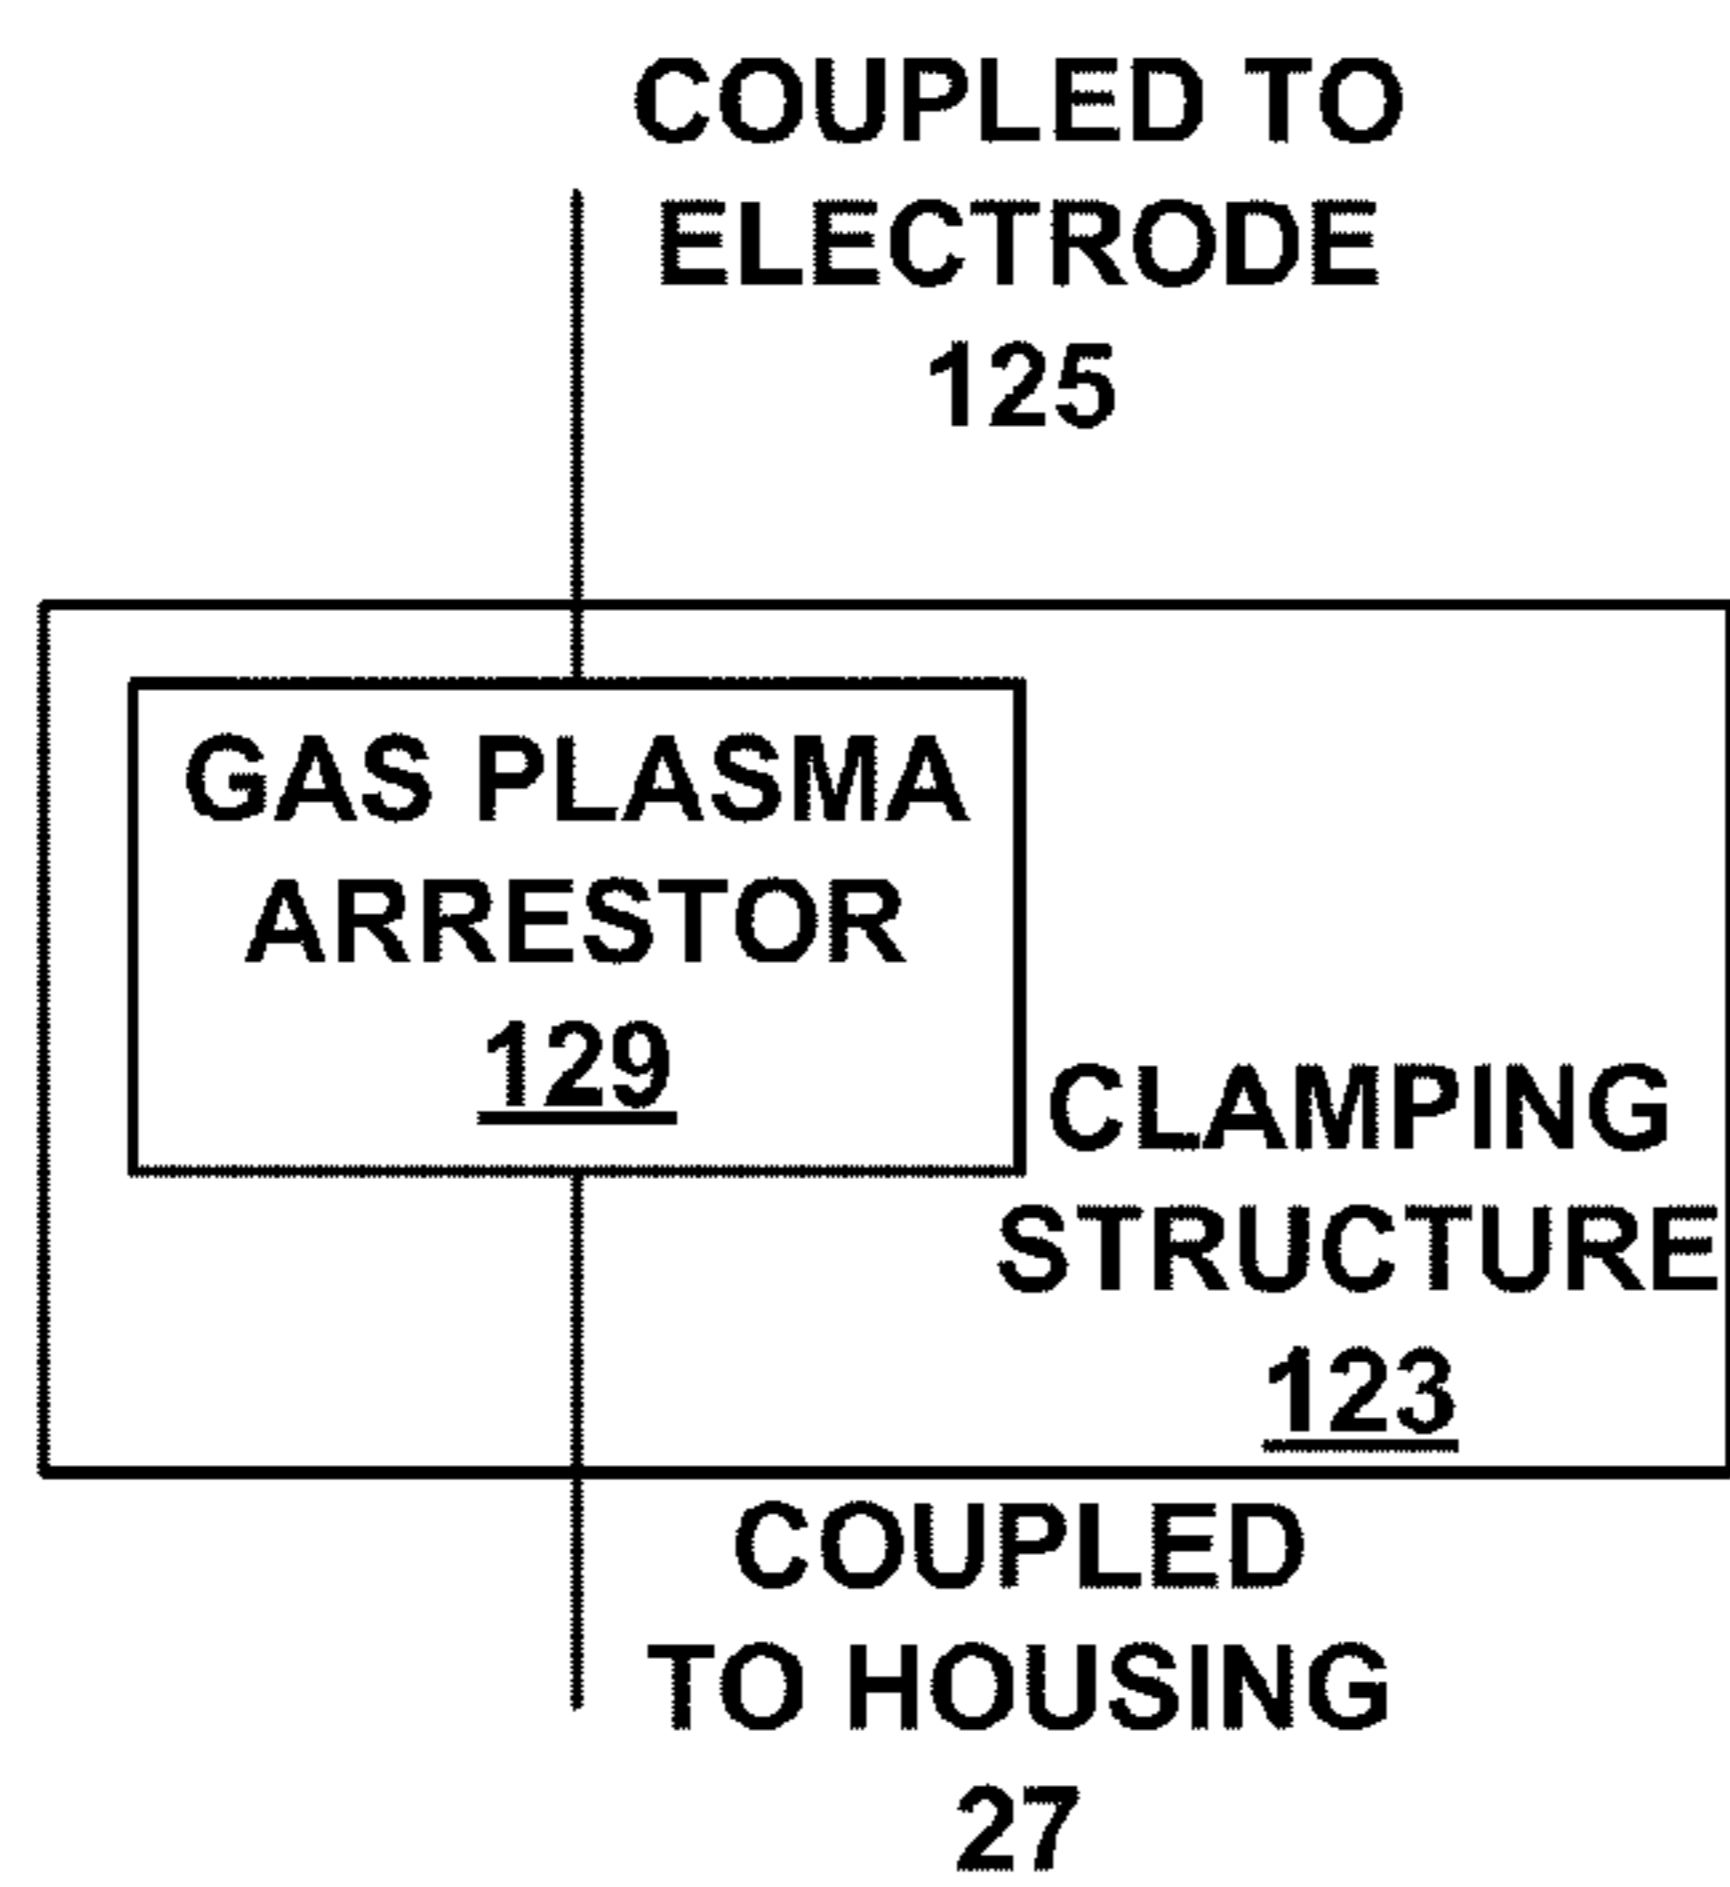 COUPLED TO
ELECTRODE
125
GAS PLASMA
ARRESTOR
129
CLAMPING
STRUCTURE
123
COUPLED
TO HOUSING
27